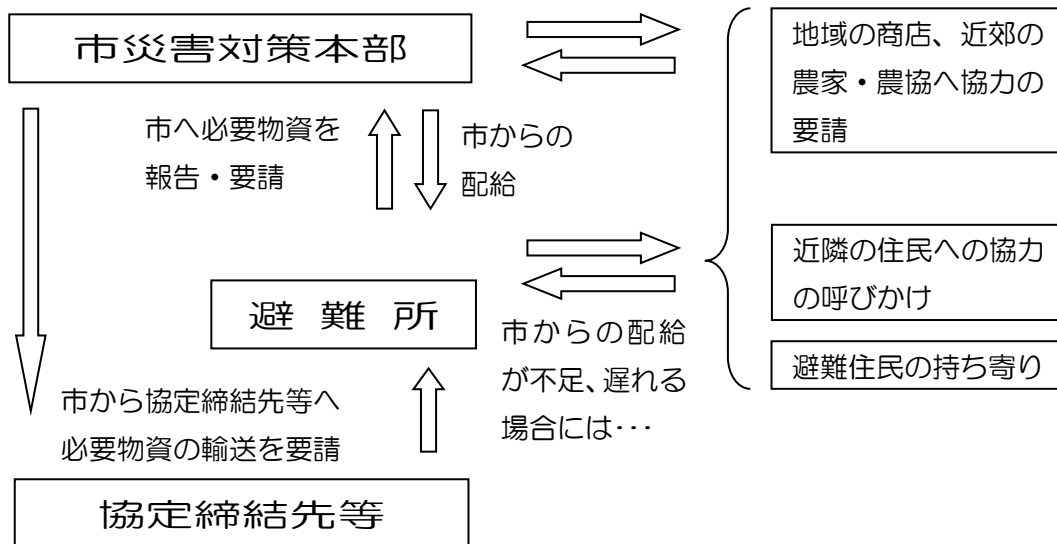 市災害対策本部
地域の商店、近郊の
農家・農協へ協力の
要請
市へ必要物資を
報告・要請
市からの
配給
近隣の住民への協力
の呼びかけ
避難所
市からの配給
が不足、遅れる
場合には・・・
避難住民の持ち寄り
市から協定締結先等へ
必要物資の輸送を要請
協定締結先等